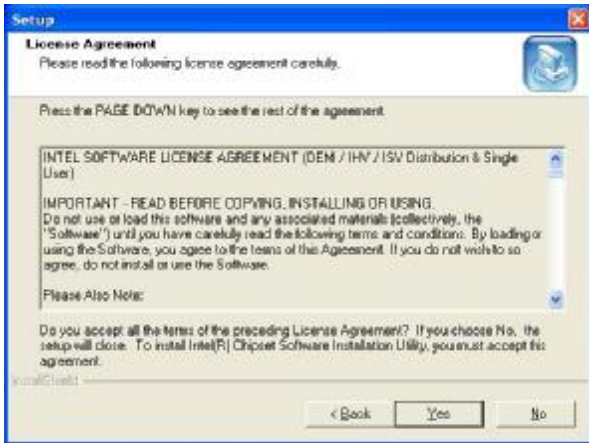 Setup
License Agreement
Please read the following license agreement carefully.
Press the PAGE DOWN key to see the rest of the agreement.
INTEL SOFTWARE LICENSE AGREEMENT (OEM / IHV / ISV Distribution & Single
User)
IMPORTANT - READ BEFORE COPYING, INSTALLING OR USING.
Do not use or load this software and any associated materials (collectively, the
"Software") until you have carefully read the following terms and conditions. By loading or
using the Software, you agree to the terms of this Agreement. If you do not wish to so
agree, do not install or use the Software.
Please Also Note:
Do you accept all the terms of the preceding License Agreement? If you choose No, the
setup will close. To install Intel(R) Chipset Software Installation Utility, you must accept this
agreement.
InstallShield
< Back
Yes
No